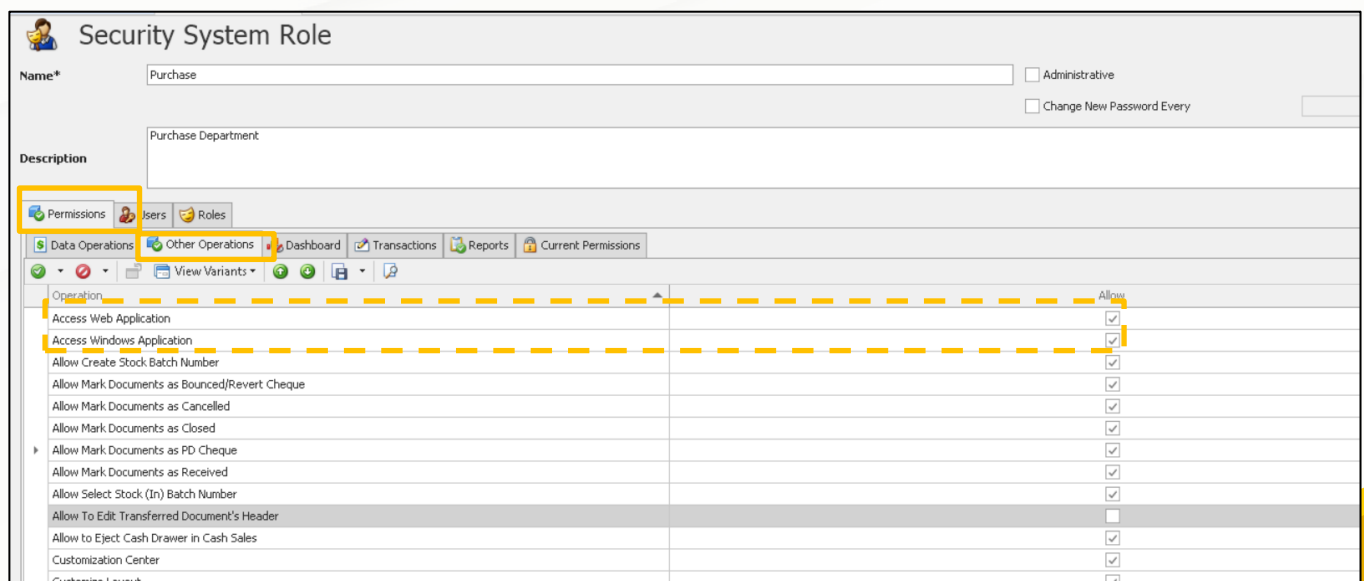 Security System Role
Name* Purchase Administrative
Change New Password Every
Purchase Department
Description
Permissions Users Roles
Data Operations Other Operations Dashboard Transactions Reports Current Permissions
View Variants
Operation Allow
Access Web Application
Access Windows Application
Allow Create Stock Batch Number
Allow Mark Documents as Bounced/Revert Cheque
Allow Mark Documents as Cancelled
Allow Mark Documents as Closed
Allow Mark Documents as PD Cheque
Allow Mark Documents as Received
Allow Select Stock (In) Batch Number
Allow To Edit Transferred Document's Header
Allow to Eject Cash Drawer in Cash Sales
Customization Center
Customize Layout